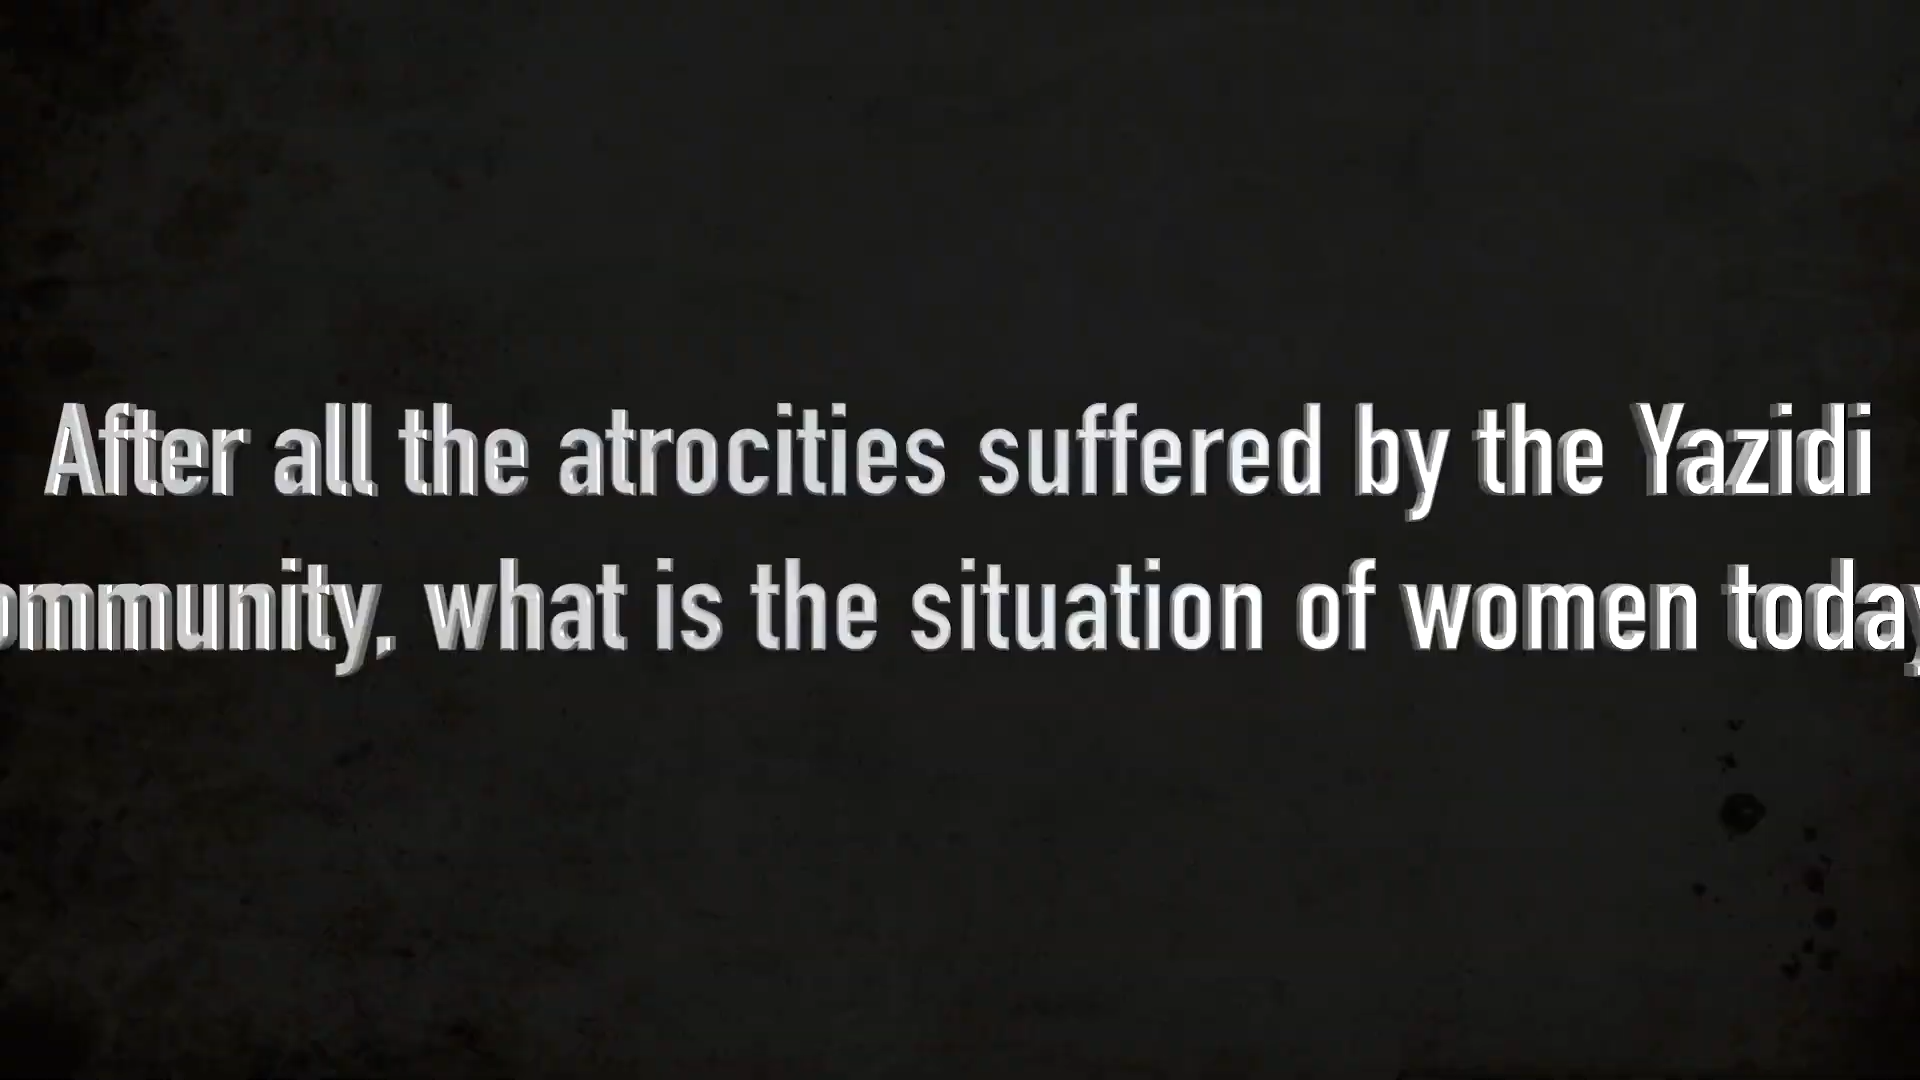 After all the atrocities suffered by the Yazidi
ommunity, what is the situation of women today